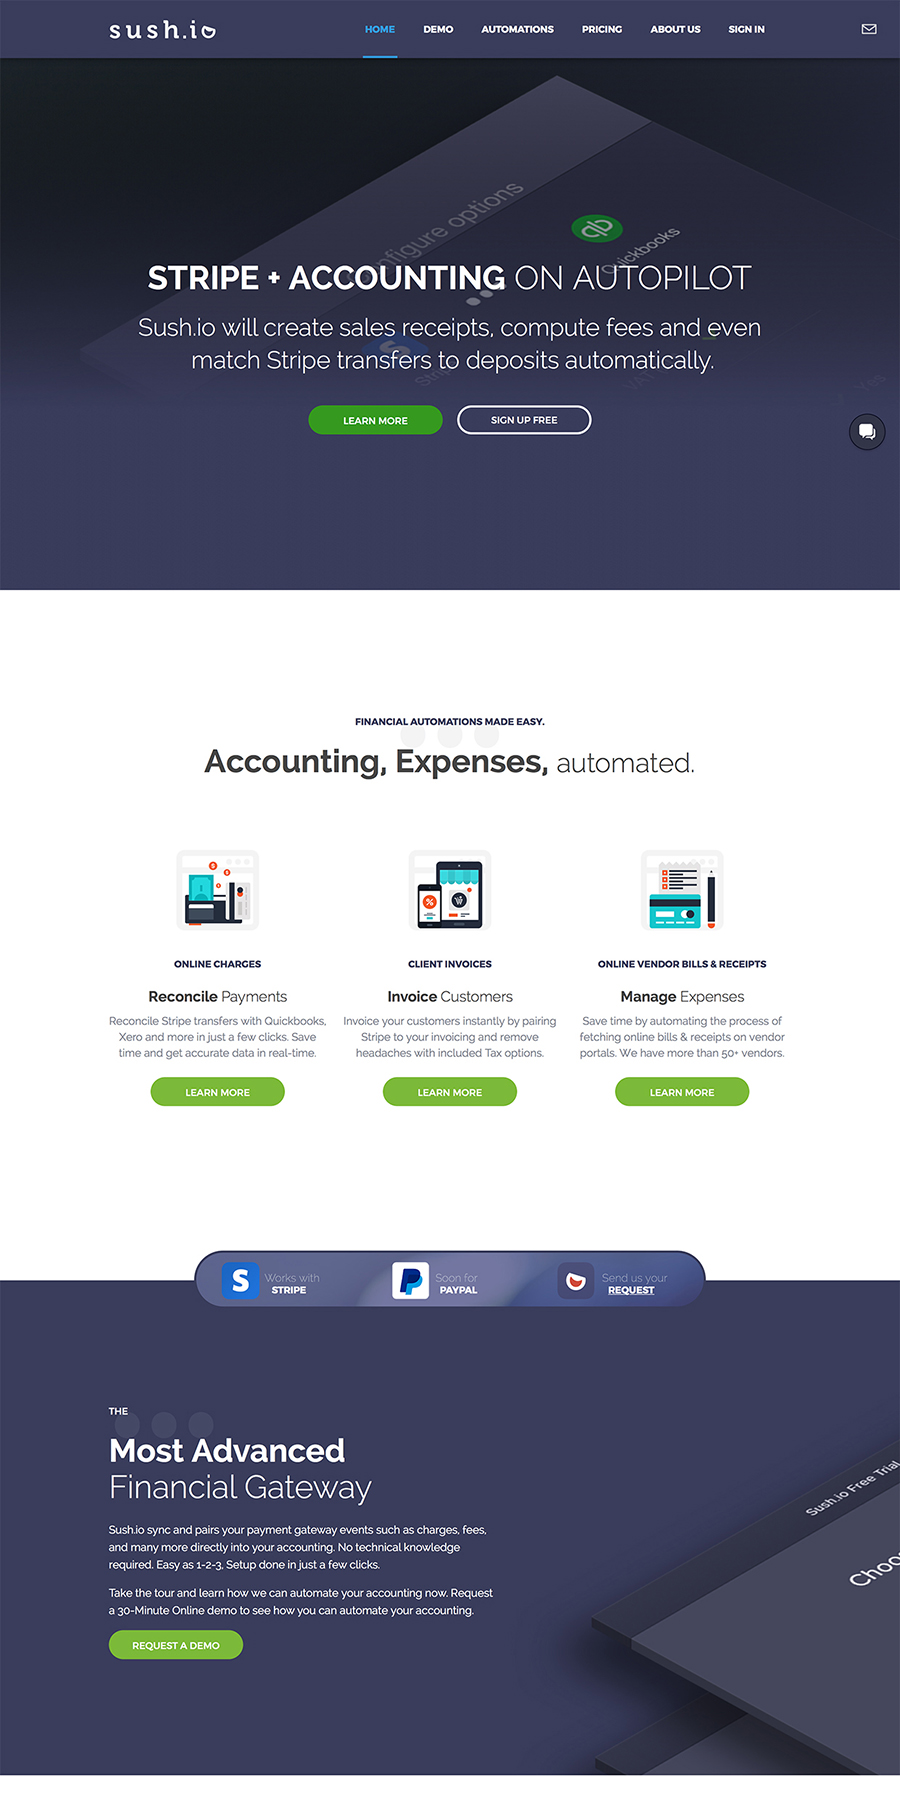 sush.io
HOME DEMO AUTOMATIONS PRICING ABOUT US SIGN IN
Configure options
Quickbooks
STRIPE + ACCOUNTING ON AUTOPILOT
Sush.io will create sales receipts, compute fees and even
match Stripe transfers to deposits automatically.
VAT
Yes
LEARN MORE
SIGN UP FREE
FINANCIAL AUTOMATIONS MADE EASY.
Accounting, Expenses, automated.
ONLINE CHARGES
Reconcile Payments
Reconcile Stripe transfers with Quickbooks,
Xero and more in just a few clicks. Save
time and get accurate data in real-time.
LEARN MORE
CLIENT INVOICES
Invoice Customers
Invoice your customers instantly by pairing
Stripe to your invoicing and remove
headaches with included Tax options.
LEARN MORE
ONLINE VENDOR BILLS & RECEIPTS
Manage Expenses
Save time by automating the process of
fetching online bills & receipts on vendor
portals. We have more than 50+ vendors.
LEARN MORE
S
Works with
STRIPE
Soon for
PAYPAL
Send us your
REQUEST
THE
Most Advanced
Financial Gateway
Sush.io sync and pairs your payment gateway events such as charges, fees,
and many more directly into your accounting. No technical knowledge
required. Easy as 1-2-3, Setup done in just a few clicks.
Take the tour and learn how we can automate your accounting now. Request
a 30-Minute Online demo to see how you can automate your accounting.
REQUEST A DEMO
Sush.io Free Trial
Choo